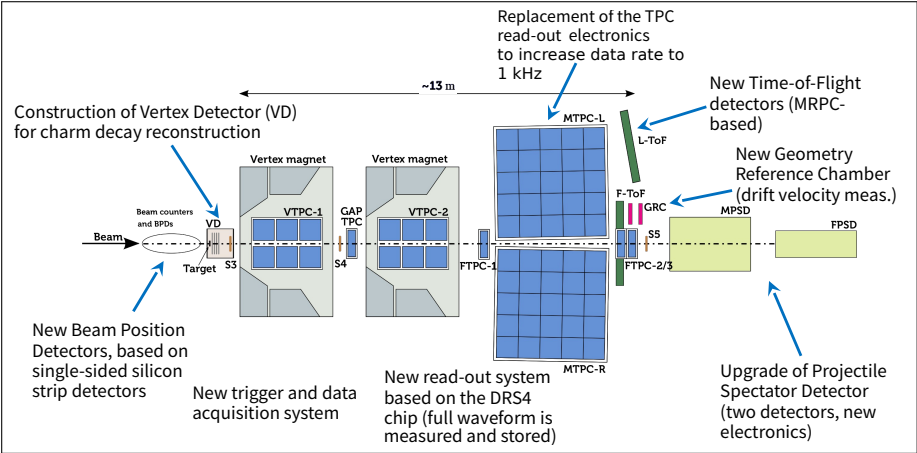 Replacement of the TPC
read-out electronics
to increase data rate to
1 kHz
~13 m
New Time-of-Flight
detectors (MRPC-
based)
Construction of Vertex Detector (VD)
for charm decay reconstruction
MTPC-L
L-ToF
New Geometry
Reference Chamber
(drift velocity meas.)
Vertex magnet
Vertex magnet
F-ToF
GRC
Beam counters
and BPDs
VD
VTPC-1
GAP
TPC
VTPC-2
MPSD
FPSD
Beam
Target
S3
S4
FTPC-1
S5
FTPC-2/3
New Beam Position
Detectors, based on
single-sided silicon
strip detectors
MTPC-R
New trigger and data
acquisition system
New read-out system
based on the DRS4
chip (full waveform is
measured and stored)
Upgrade of Projectile
Spectator Detector
(two detectors, new
electronics)